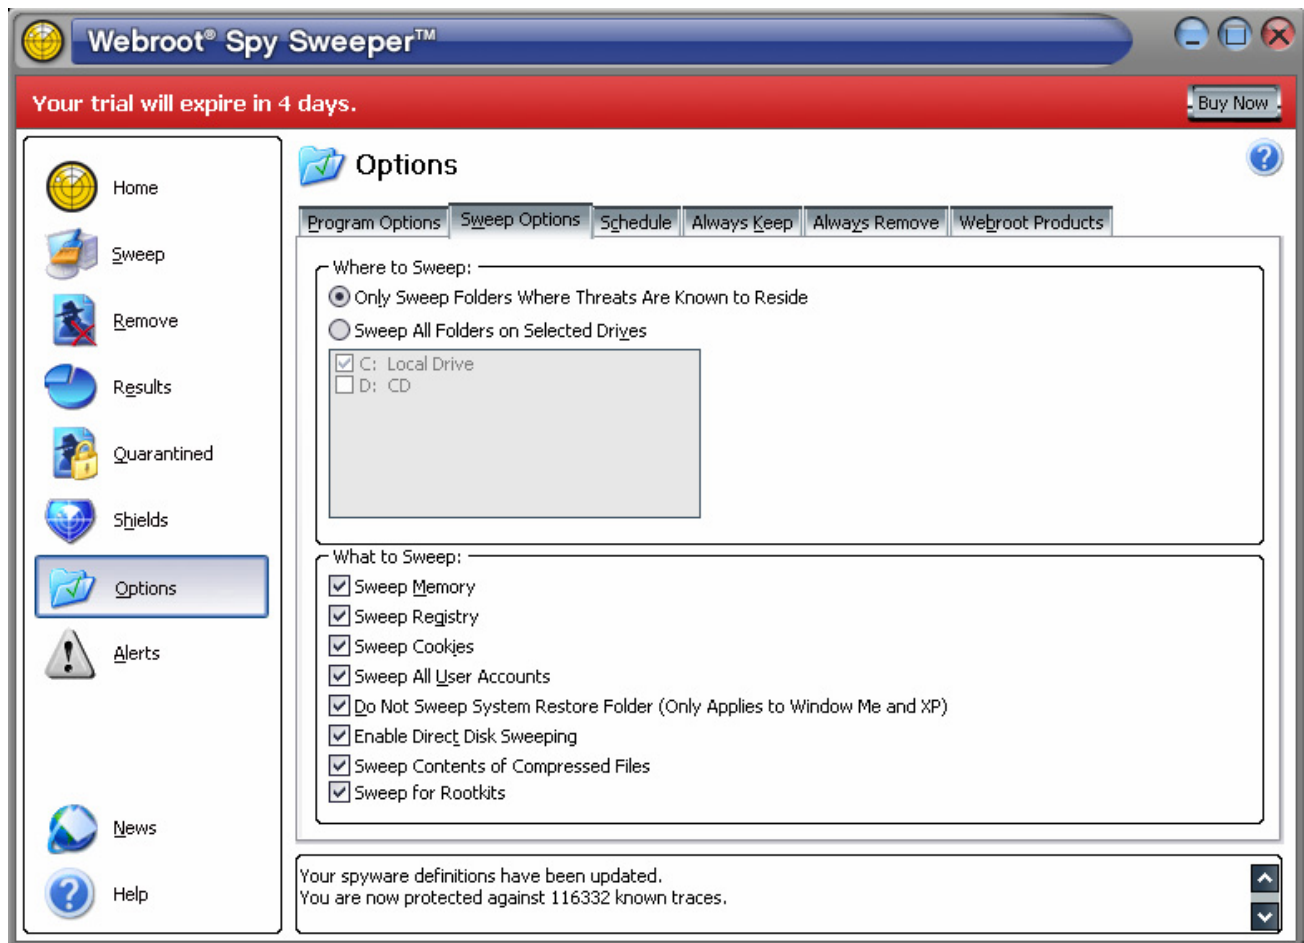 Webroot® Spy Sweeper™
Your trial will expire in 4 days.
Buy Now
Home
Sweep
Remove
Results
Quarantined
Shields
Options
Alerts
News
Help
Options
?
Program Options
Sweep Options
Schedule
Always Keep
Always Remove
Webroot Products
Where to Sweep:
Only Sweep Folders Where Threats Are Known to Reside
Sweep All Folders on Selected Drives
C: Local Drive
D: CD
What to Sweep:
Sweep Memory
Sweep Registry
Sweep Cookies
Sweep All User Accounts
Do Not Sweep System Restore Folder (Only Applies to Window Me and XP)
Enable Direct Disk Sweeping
Sweep Contents of Compressed Files
Sweep for Rootkits
Your spyware definitions have been updated.
You are now protected against 116332 known traces.